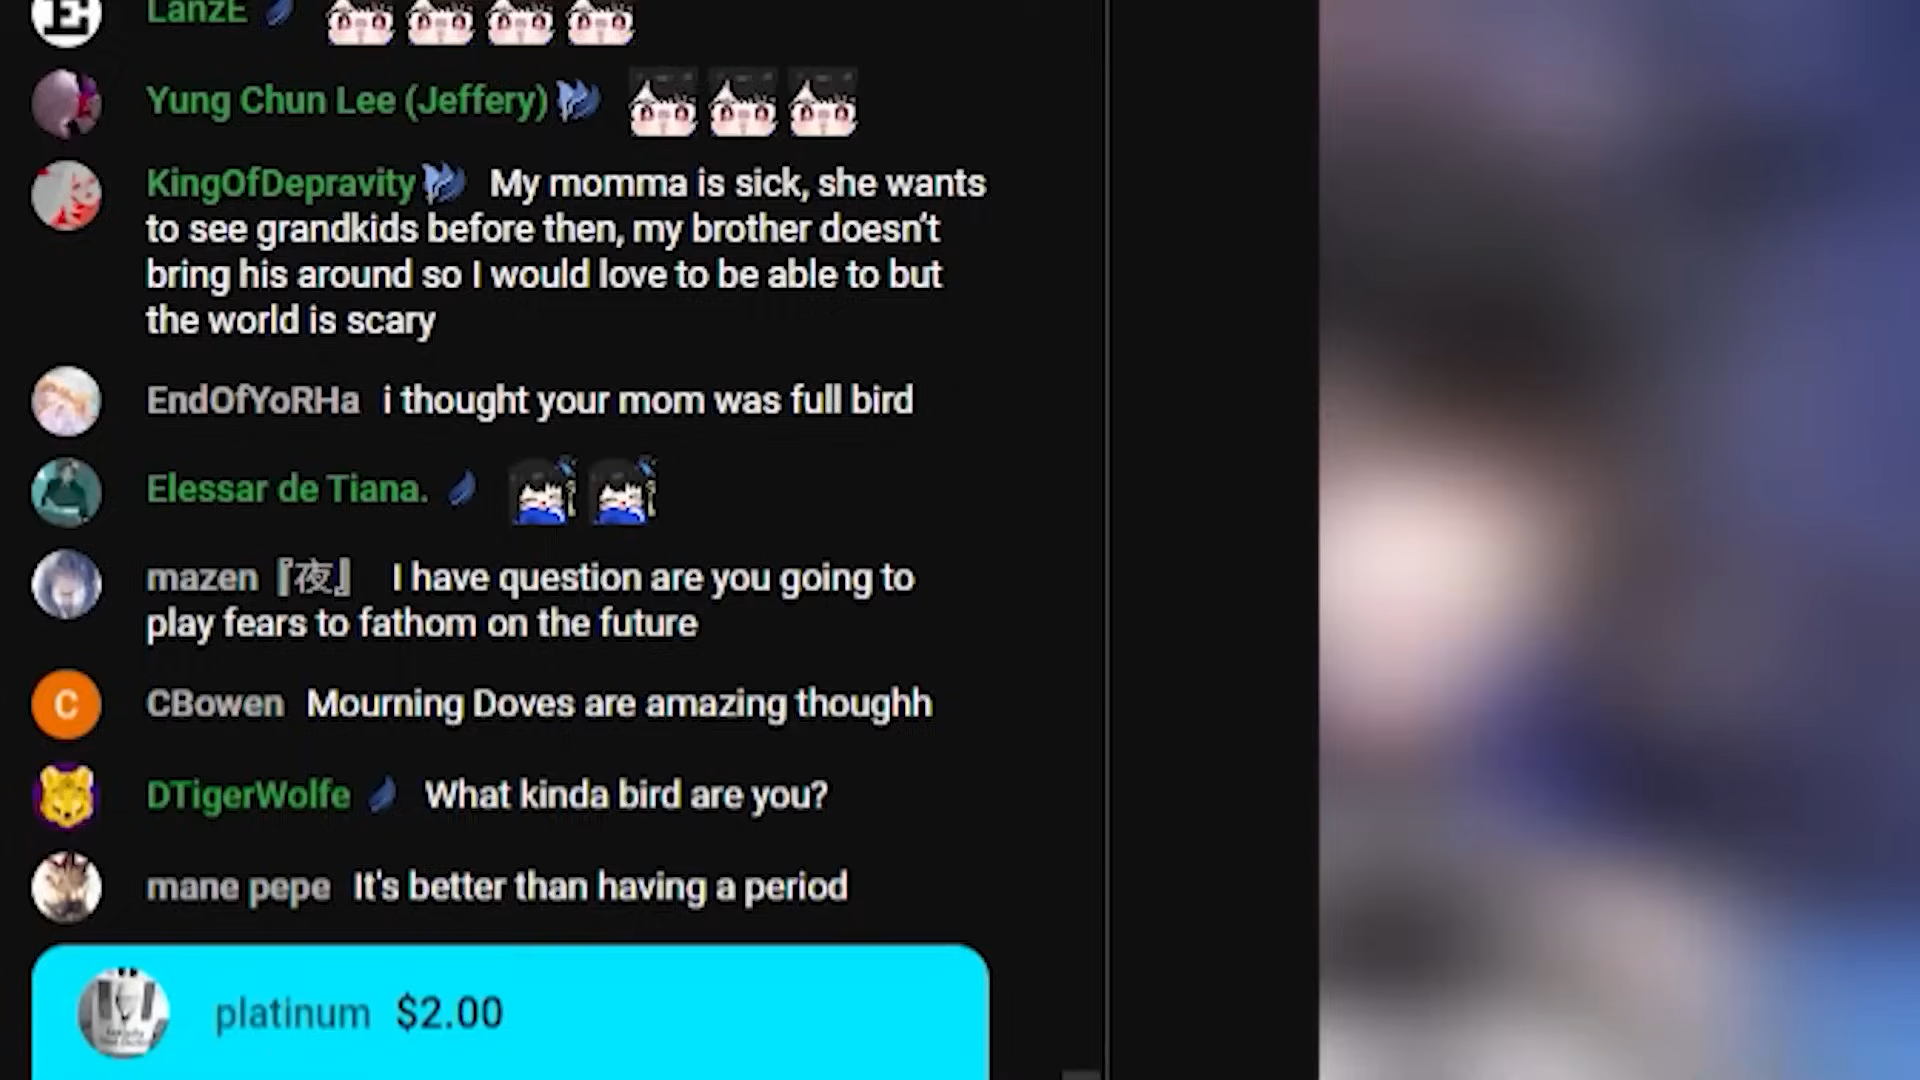 LanzE
Yung Chun Lee (Jeffery)
KingOfDepravity My momma is sick, she wants
to see grandkids before then, my brother doesn't
bring his around so I would love to be able to but
the world is scary
EndOfYoRHa i thought your mom was full bird
Elessar de Tiana.
mazen『夜』 I have question are you going to
play fears to fathom on the future
C CBowen Mourning Doves are amazing thoughh
DTigerWolfe What kinda bird are you?
mane pepe It's better than having a period
platinum $2.00